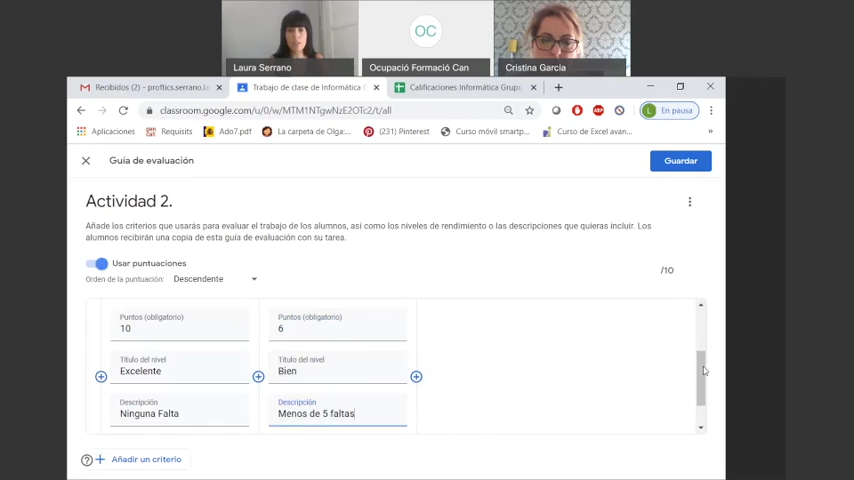 OC
Laura Serrano
Ocupació Formació Can
Cristina Garcia
Recibidos (2) - proftics.serrano.la
Trabajo de clase de Informática I
Calificaciones Informática Grupo
classroom.google.com/u/0/w/MTM1NTgwNzE2OTc2/t/all
ABP
L
En pausa
Aplicaciones
Requisits
Ado7.pdf
La carpeta de Olga:...
(231) Pinterest
Curso móvil smartp...
Curso de Excel avan...
»
Guía de evaluación
Guardar
Actividad 2.
Añade los criterios que usarás para evaluar el trabajo de los alumnos, así como los niveles de rendimiento o las descripciones que quieras incluir. Los
alumnos recibirán una copia de esta guía de evaluación con su tarea.
Usar puntuaciones
/10
Orden de la puntuación: Descendente
Puntos (obligatorio)
10
Puntos (obligatorio)
6
Título del nivel
Excelente
Título del nivel
Bien
Descripción
Ninguna Falta
Descripción
Menos de 5 faltas
Añadir un criterio